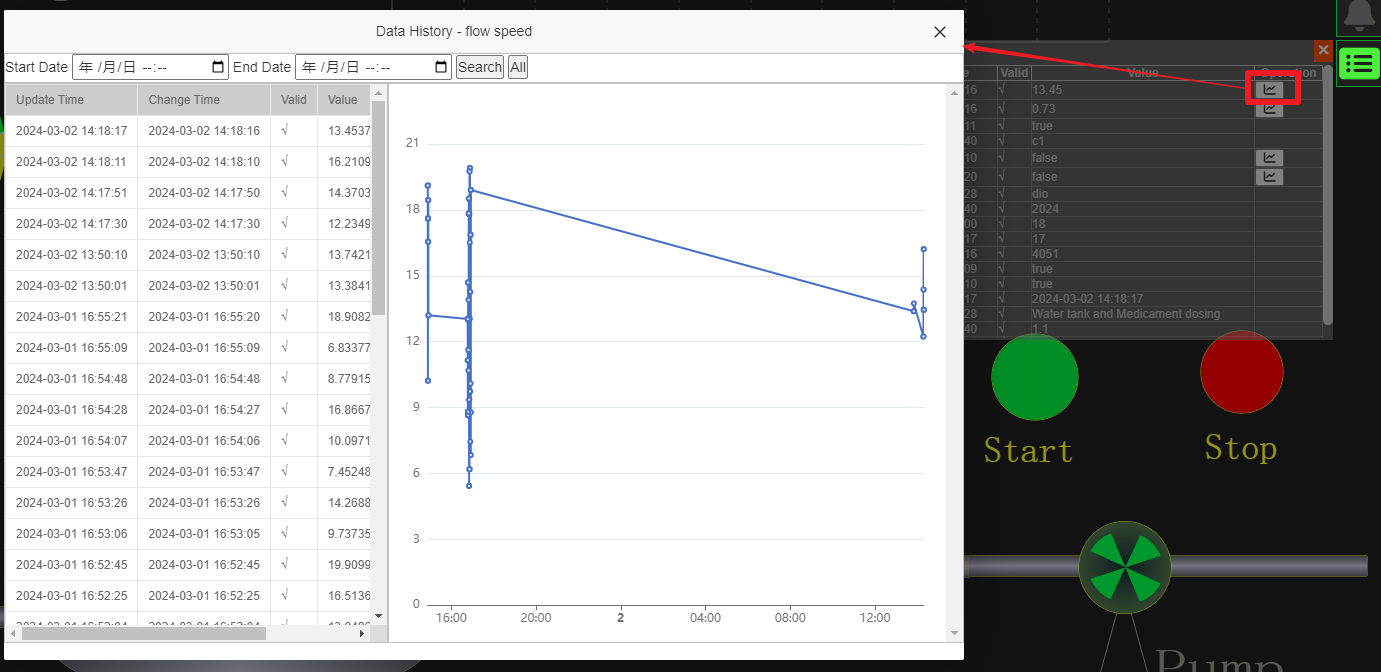 Data History - flow speed
Start Date 年 /月/日 --:-- End Date 年 /月/日 --:-- Search All
Update Time Change Time Valid Value
2024-03-02 14:18:17 2024-03-02 14:18:16 √ 13.4537
2024-03-02 14:18:11 2024-03-02 14:18:10 √ 16.2109
2024-03-02 14:17:51 2024-03-02 14:17:50 √ 14.3703
2024-03-02 14:17:30 2024-03-02 14:17:30 √ 12.2349
2024-03-02 13:50:10 2024-03-02 13:50:10 √ 13.7421
2024-03-02 13:50:01 2024-03-02 13:50:01 √ 13.3841
2024-03-01 16:55:21 2024-03-01 16:55:20 √ 18.9082
2024-03-01 16:55:09 2024-03-01 16:55:09 √ 6.83377
2024-03-01 16:54:48 2024-03-01 16:54:48 √ 8.77915
2024-03-01 16:54:28 2024-03-01 16:54:27 √ 16.8667
2024-03-01 16:54:07 2024-03-01 16:54:06 √ 10.0971
2024-03-01 16:53:47 2024-03-01 16:53:47 √ 7.45248
2024-03-01 16:53:26 2024-03-01 16:53:26 √ 14.2688
2024-03-01 16:53:06 2024-03-01 16:53:05 √ 9.73735
2024-03-01 16:52:45 2024-03-01 16:52:45 √ 19.9099
2024-03-01 16:52:25 2024-03-01 16:52:25 √ 16.5136
21
18
15
12
9
6
3
0
16:00 20:00 2 04:00 08:00 12:00
e Valid Value Operation
16 √ 13.45
16 √ 0.73
11 √ true
40 √ c1
10 √ false
20 √ false
28 √ dio
40 √ 2024
00 √ 18
17 √ 17
16 √ 4051
09 √ true
10 √ true
17 √ 2024-03-02 14:18:17
28 √ Water tank and Medicament dosing
40 √ 1.1
Start
Stop
Pump